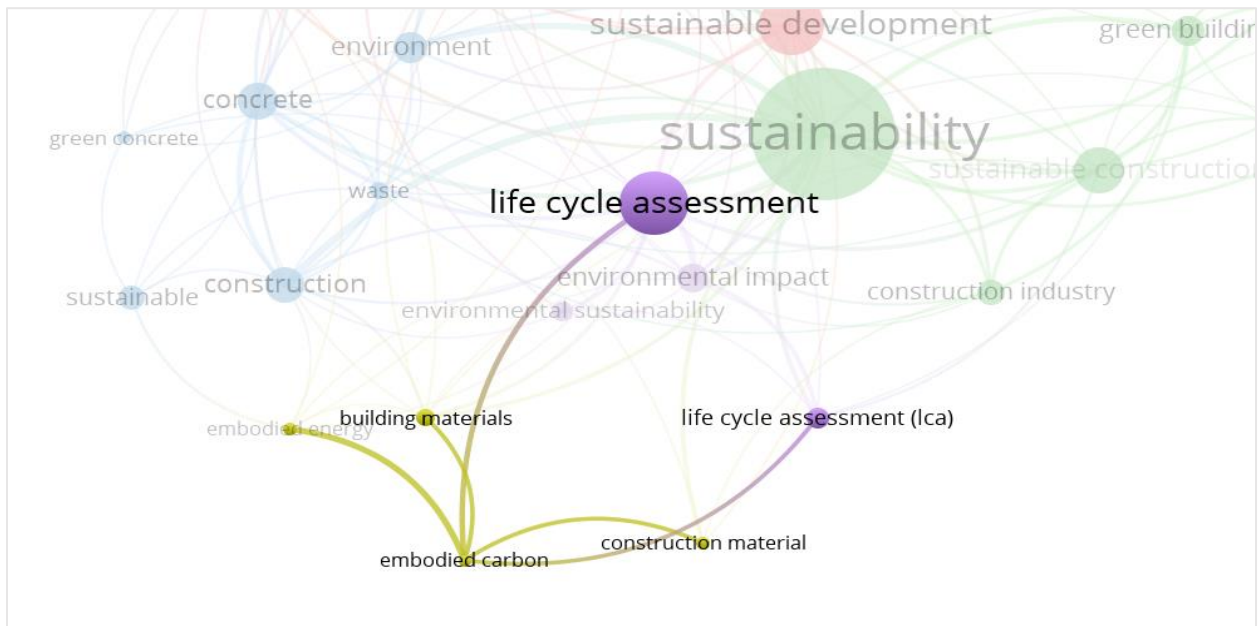 sustainable development
green buildin
environment
concrete
sustainability
green concrete
sustainable constructio
waste
life cycle assessment
environmental impact
construction
construction industry
sustainable
environmental sustainability
building materials
life cycle assessment (lca)
embodied energy
construction material
embodied carbon